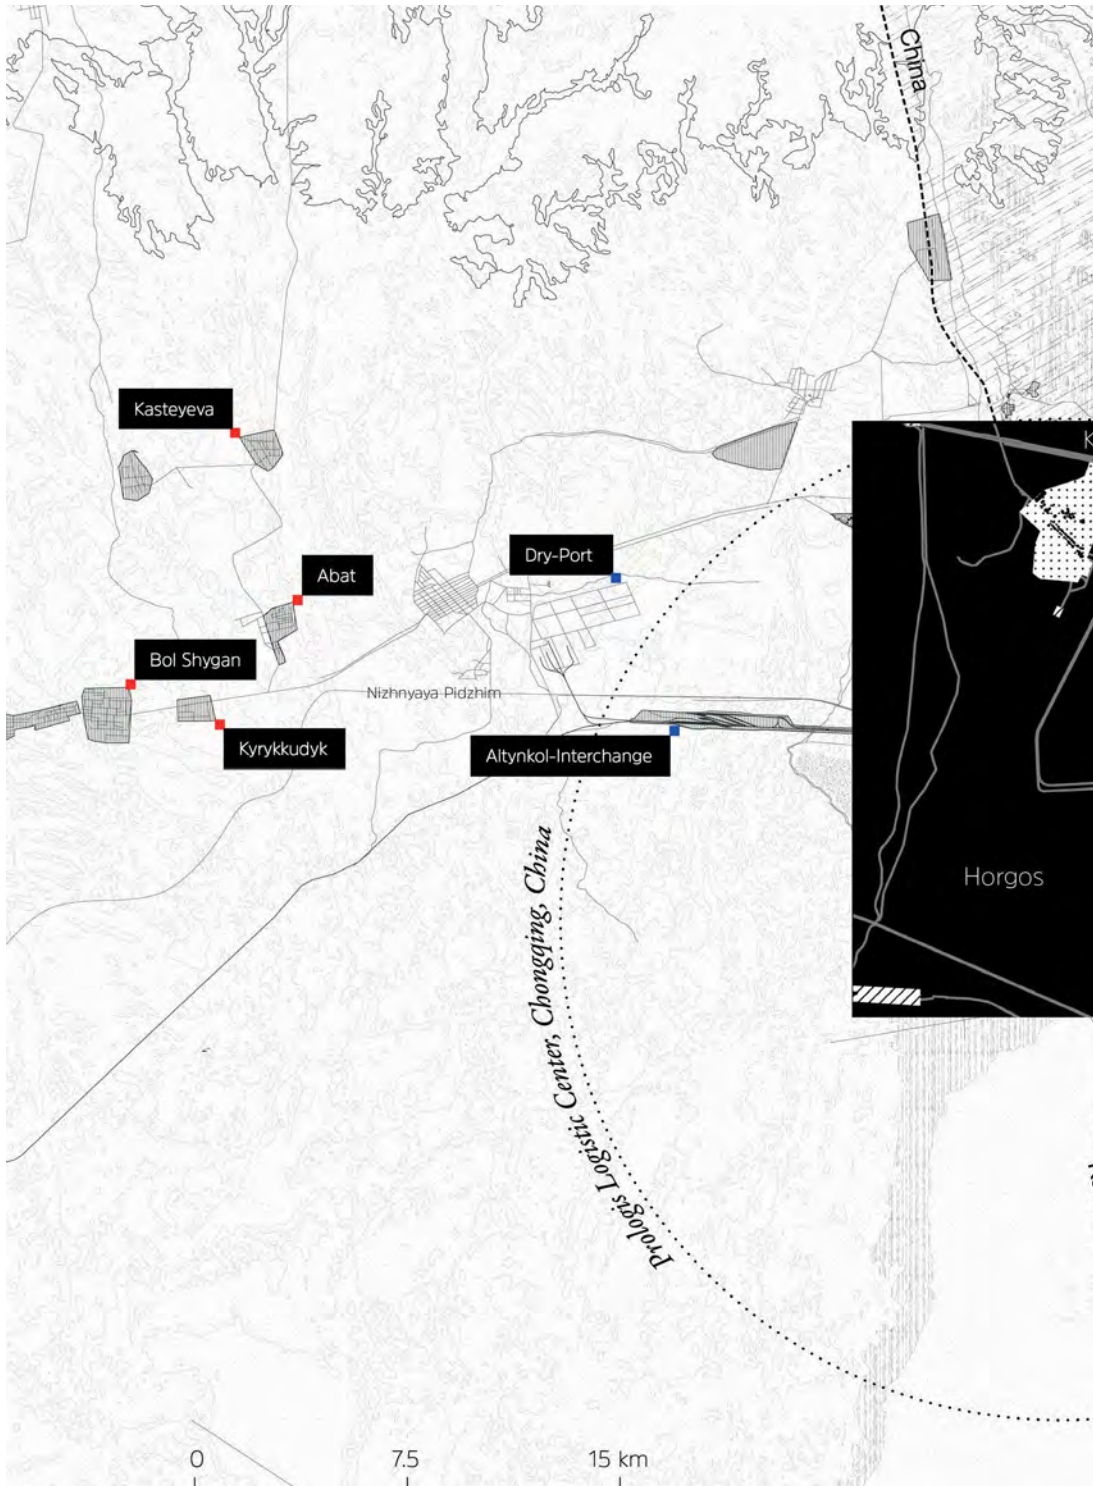 China
K
Kasteyeva
Dry-Port
Abat
Bol Shygan
Nizhnyaya Pidzhim
Kyrykkudyk
Altynkol-Interchange
Horgos
Prologis Logistic Center, Chongqing, China
0 7.5 15 km